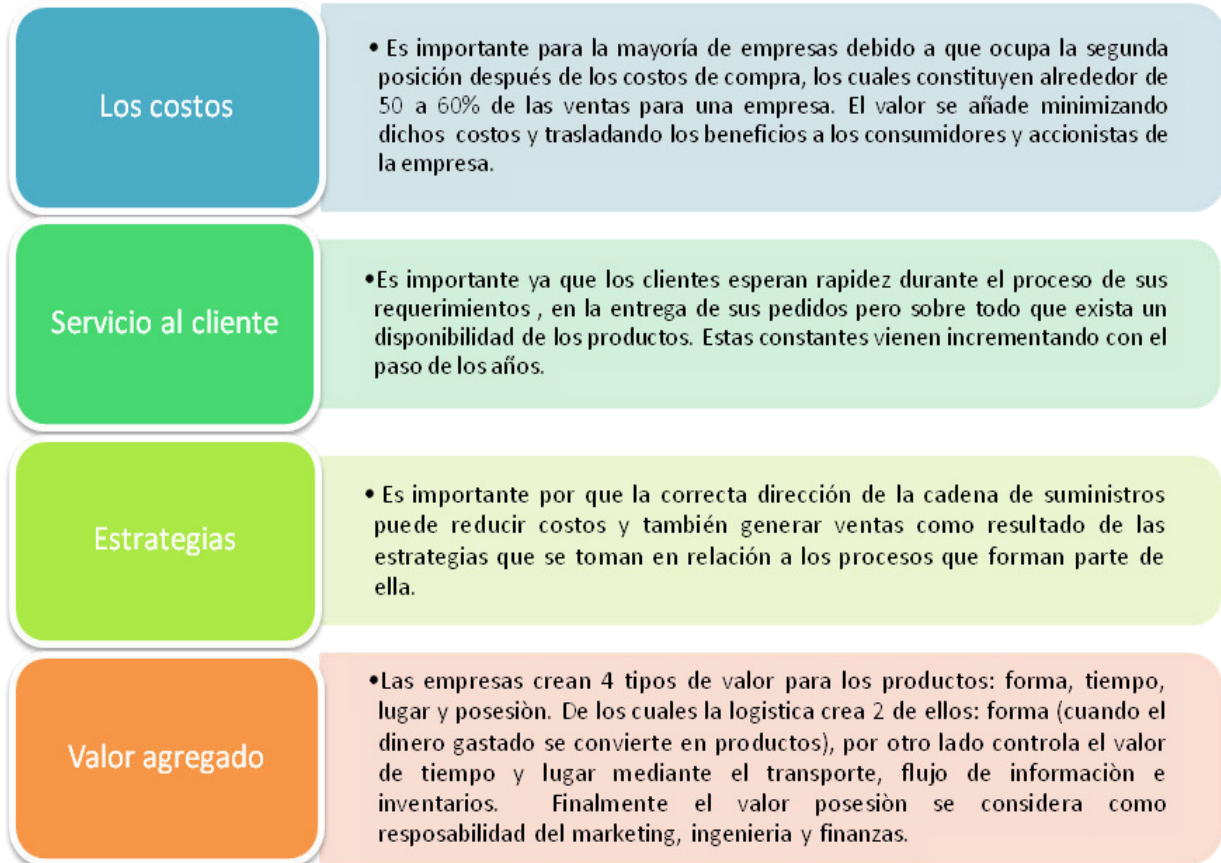 Los costos
• Es importante para la mayoría de empresas debido a que ocupa la segunda
posición después de los costos de compra, los cuales constituyen alrededor de
50 a 60% de las ventas para una empresa. El valor se añade minimizando
dichos costos y trasladando los beneficios a los consumidores y accionistas de
la empresa.
Servicio al cliente
•Es importante ya que los clientes esperan rapidez durante el proceso de sus
requerimientos , en la entrega de sus pedidos pero sobre todo que exista un
disponibilidad de los productos. Estas constantes vienen incrementando con el
paso de los años.
Estrategias
• Es importante por que la correcta dirección de la cadena de suministros
puede reducir costos y también generar ventas como resultado de las
estrategias que se toman en relación a los procesos que forman parte de
ella.
Valor agregado
•Las empresas crean 4 tipos de valor para los productos: forma, tiempo,
lugar y posesiòn. De los cuales la logistica crea 2 de ellos: forma (cuando el
dinero gastado se convierte en productos), por otro lado controla el valor
de tiempo y lugar mediante el transporte, flujo de informaciòn e
inventarios. Finalmente el valor posesiòn se considera como
resposabilidad del marketing, ingenieria y finanzas.